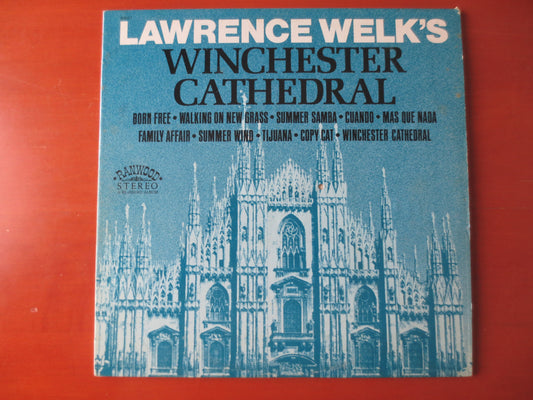 LAWRENCE WELK'S
WINCHESTER
CATHEDRAL
BORN FREE • WALKING ON NEW GRASS • SUMMER SAMBA • CUANDO • MAS QUE NADA
FAMILY AFFAIR • SUMMER WIND • TIJUANA • COPY CAT • WINCHESTER CATHEDRAL
RANWOOD
STEREO